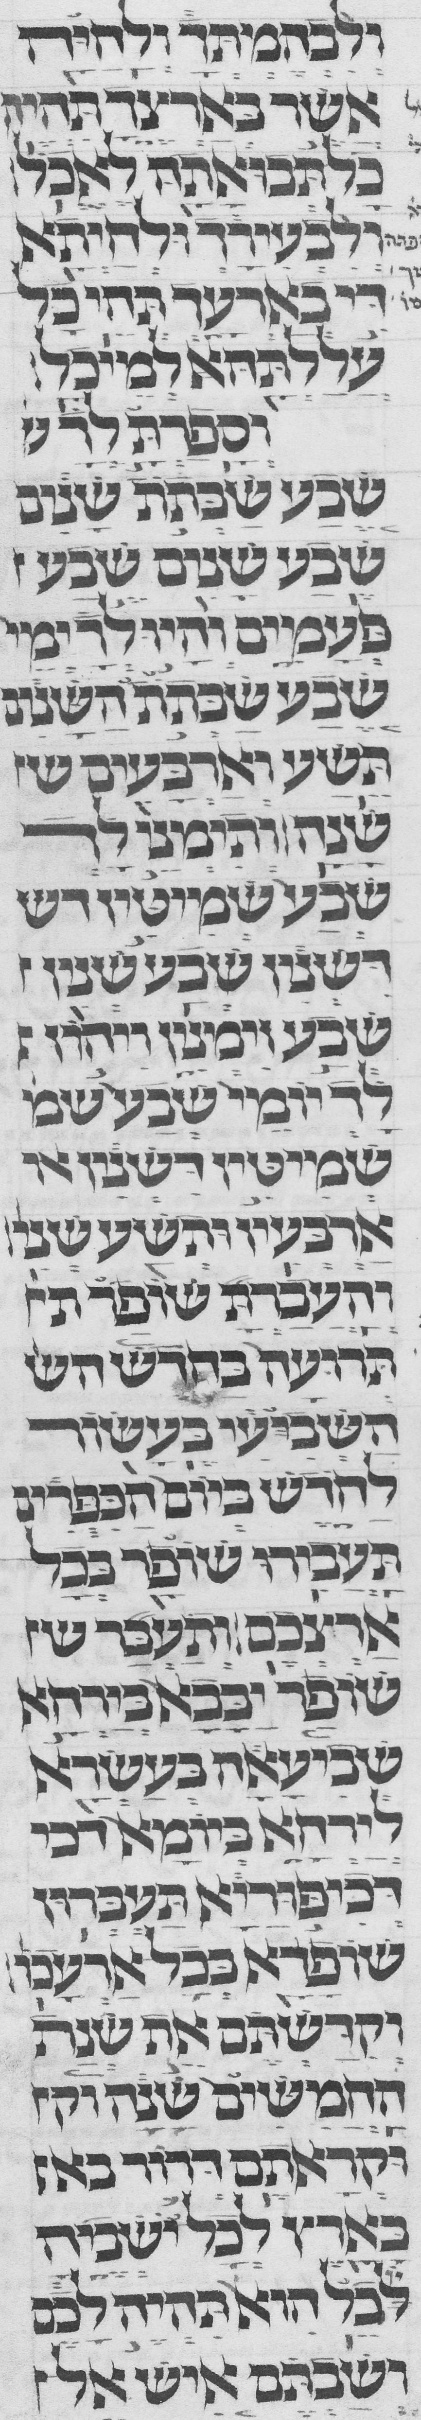 ולבהמתך ולחיה
אשר בארצך תהיה
כל תבואתה לאכל
ולבעירך ולחיתא
די בארעך תהי כל
עללתהא למיכל
וספרת לך ש
שבע שבתת שנים
שבע שנים שבע
פעמים והיו לך ימי
שבע שבתת השנים
תשע וארבעים ש
שנה ותימני לך
שבע שמיטין דש
דשנין שבע שנין
שבע זימנין ויהון
לך יומי שבע שמ
שמיטין דשנין א
ארבעין ותשע שנין
והעברת שופר ת
תרועה בחדש הש
השביעי בעשור
לחדש ביום הכפרים
תעבירו שופר בכל
ארצכם ותעבר ש
שופר יבבא בירחא
שביעאה בעשרא
לירחא ביומא דכי
דכיפוריא תעברון
שופרא בכל ארעכון
וקדשתם את שנת
החמשים שנה וק
וקראתם דרור בא
בארץ לכל ישביה
יובל הוא תהיה לכם
ושבתם איש אל